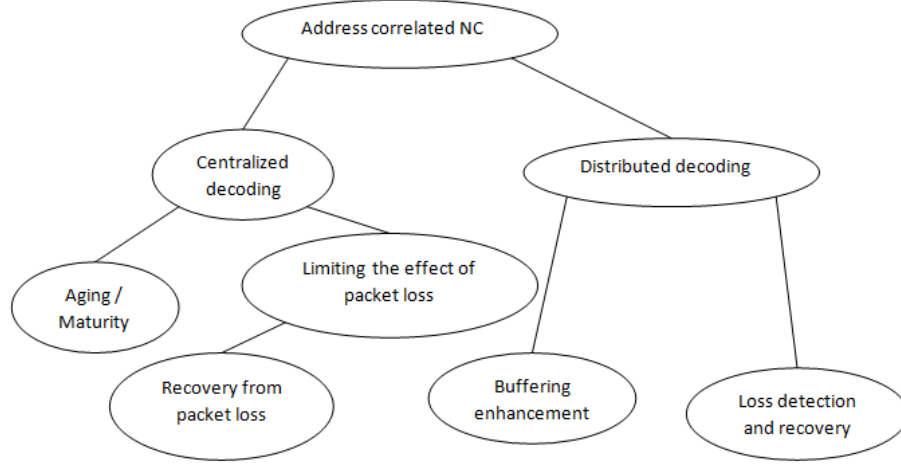 Address correlated NC
Centralized
decoding
Distributed decoding
Limiting the effect of
packet loss
Aging /
Maturity
Recovery from
packet loss
Buffering
enhancement
Loss detection
and recovery